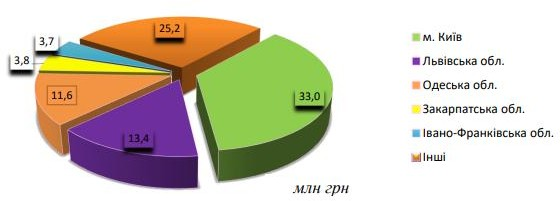 3,7
25,2
3,8
11,6
13,4
33,0
млн грн
м. Київ
Львівська обл.
Одеська обл.
Закарпатська обл.
Івано-Франківська обл.
Інші